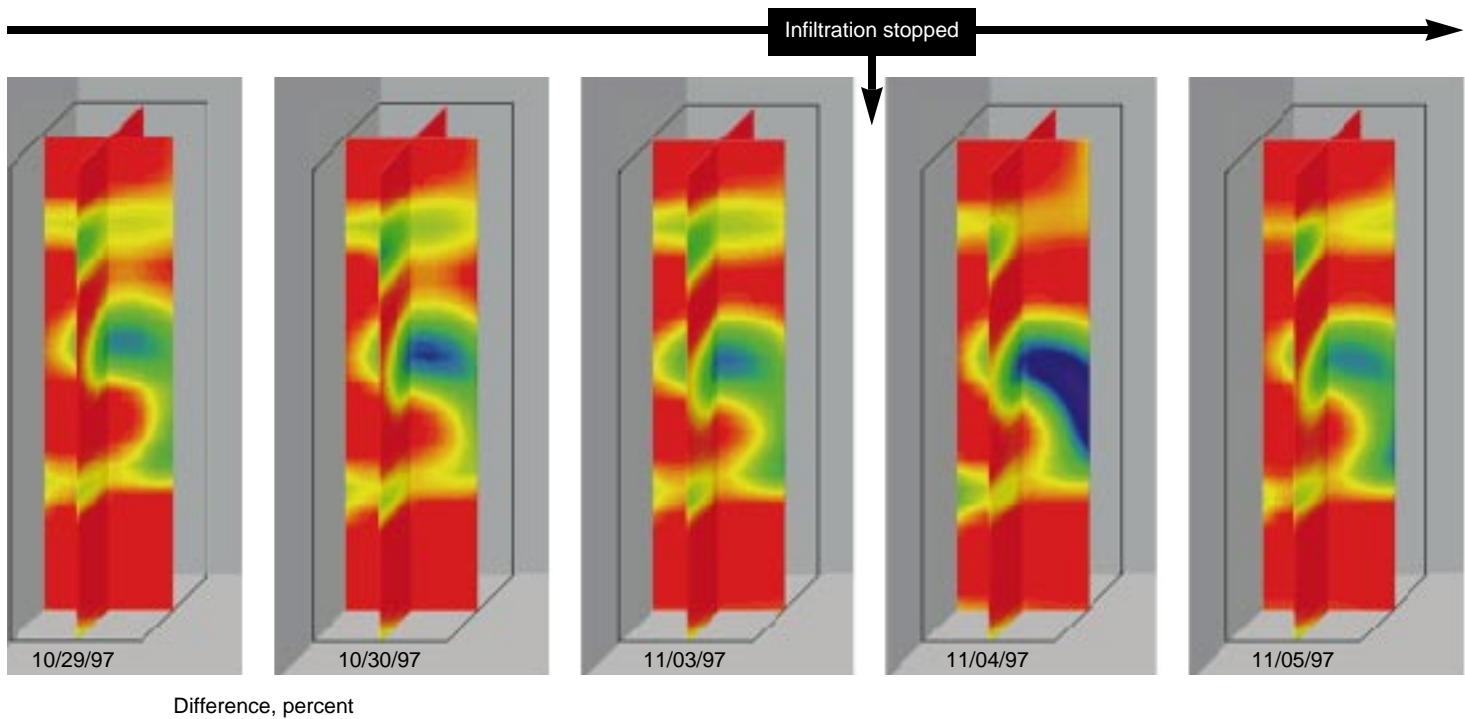 Infiltration stopped
10/29/97
10/30/97
11/03/97
11/04/97
11/05/97
Difference, percent